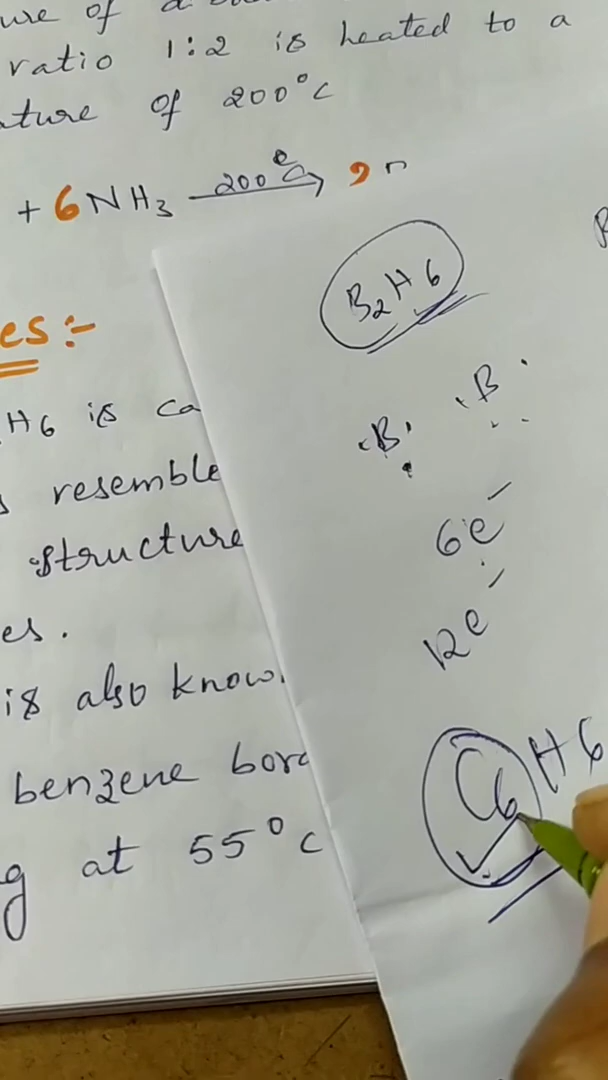 ratio 1:2 is heated to a
of 200°C
+ 6NH3 200°C
B2H6
es:-
H6 is ca
·B· ·B·
resemble
6e-
structure
es.
12e-
is also know
benzene bor
C6H6
at 55°C